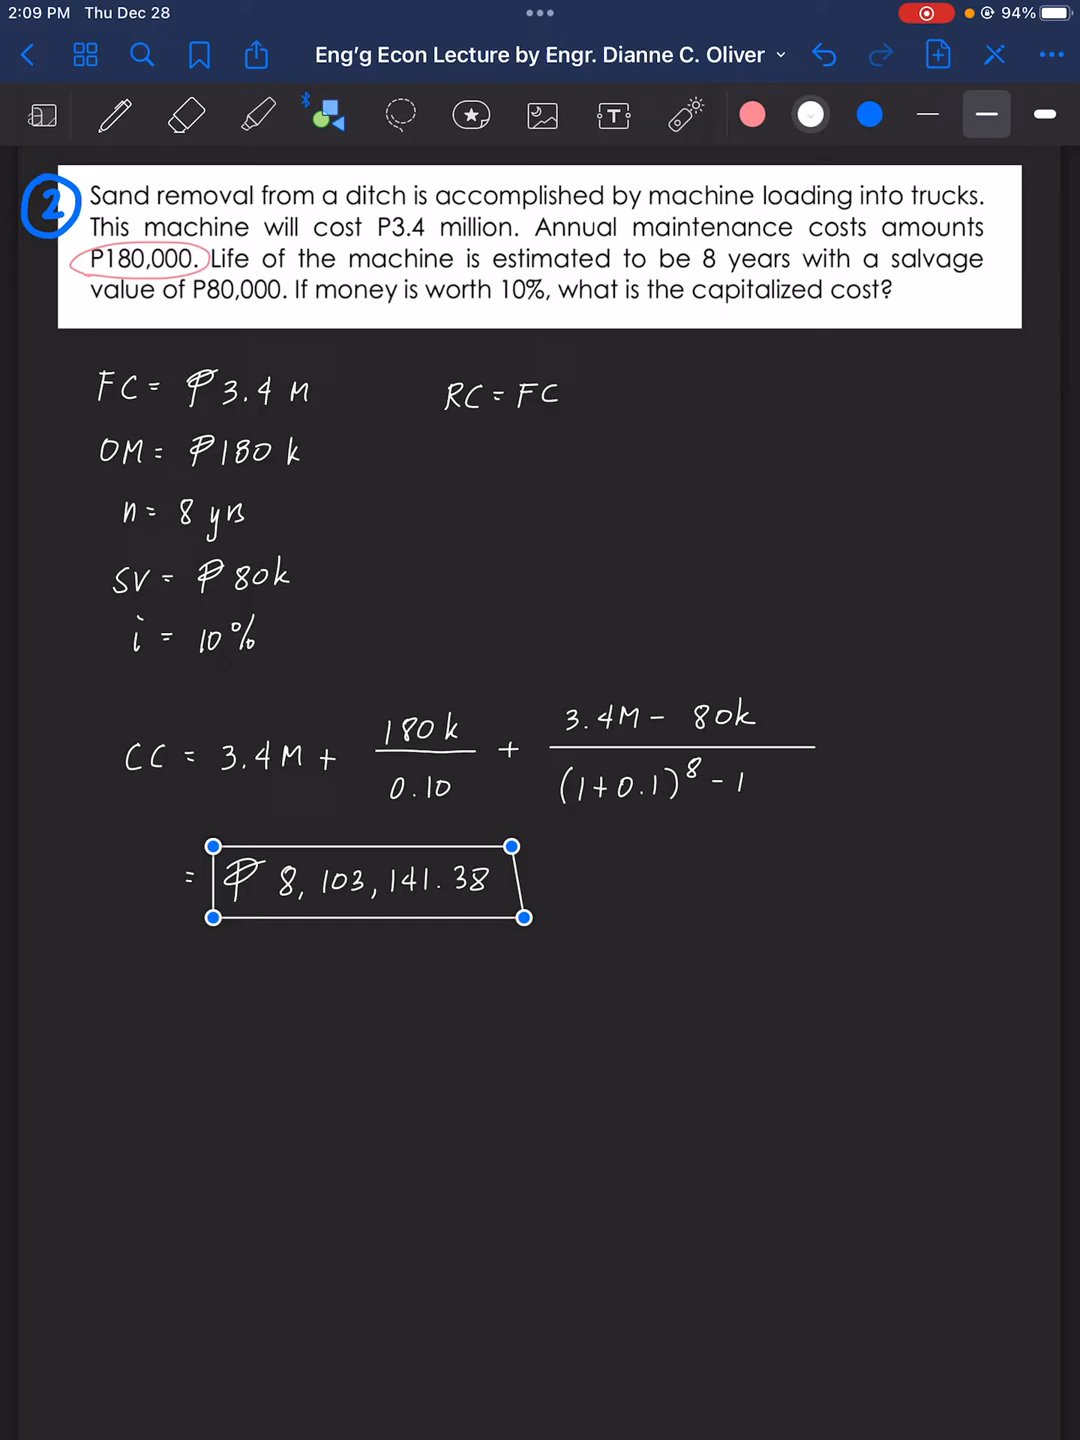 2:09 PM Thu Dec 28
94%
Eng'g Econ Lecture by Engr. Dianne C. Oliver
T
2
Sand removal from a ditch is accomplished by machine loading into trucks.
This machine will cost P3.4 million. Annual maintenance costs amounts
P180,000. Life of the machine is estimated to be 8 years with a salvage
value of P80,000. If money is worth 10%, what is the capitalized cost?
FC = ₱3.4 M
RC = FC
OM = ₱180 k
n = 8 yrs
SV = ₱80k
i = 10%
CC = 3.4M + 180 k / 0.10 + 3.4M - 80k / (1+0.1)^8 - 1
= ₱ 8,103,141.38